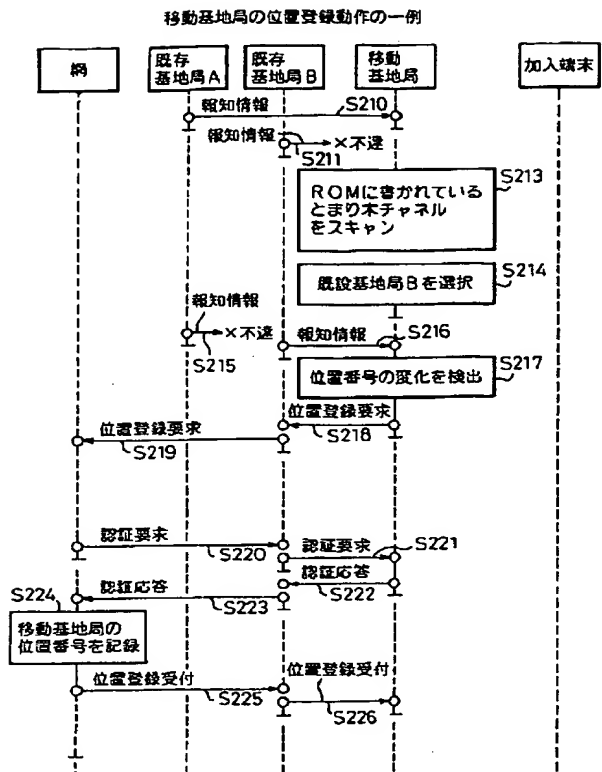 移動基地局の位置登録動作の一例
網
既存
基地局A
既存
基地局B
移動
基地局
加入端末
報知情報
S210
報知情報
×不達
S211
S213
ROMに書かれている
とまり木チャネル
をスキャン
S214
既設基地局Bを選択
報知情報
×不達
S215
報知情報
S216
S217
位置番号の変化を検出
位置登録要求
S218
位置登録要求
S219
認証要求
S220
認証要求
S221
認証応答
S222
認証応答
S223
S224
移動基地局の
位置番号を記録
位置登録受付
S225
位置登録受付
S226